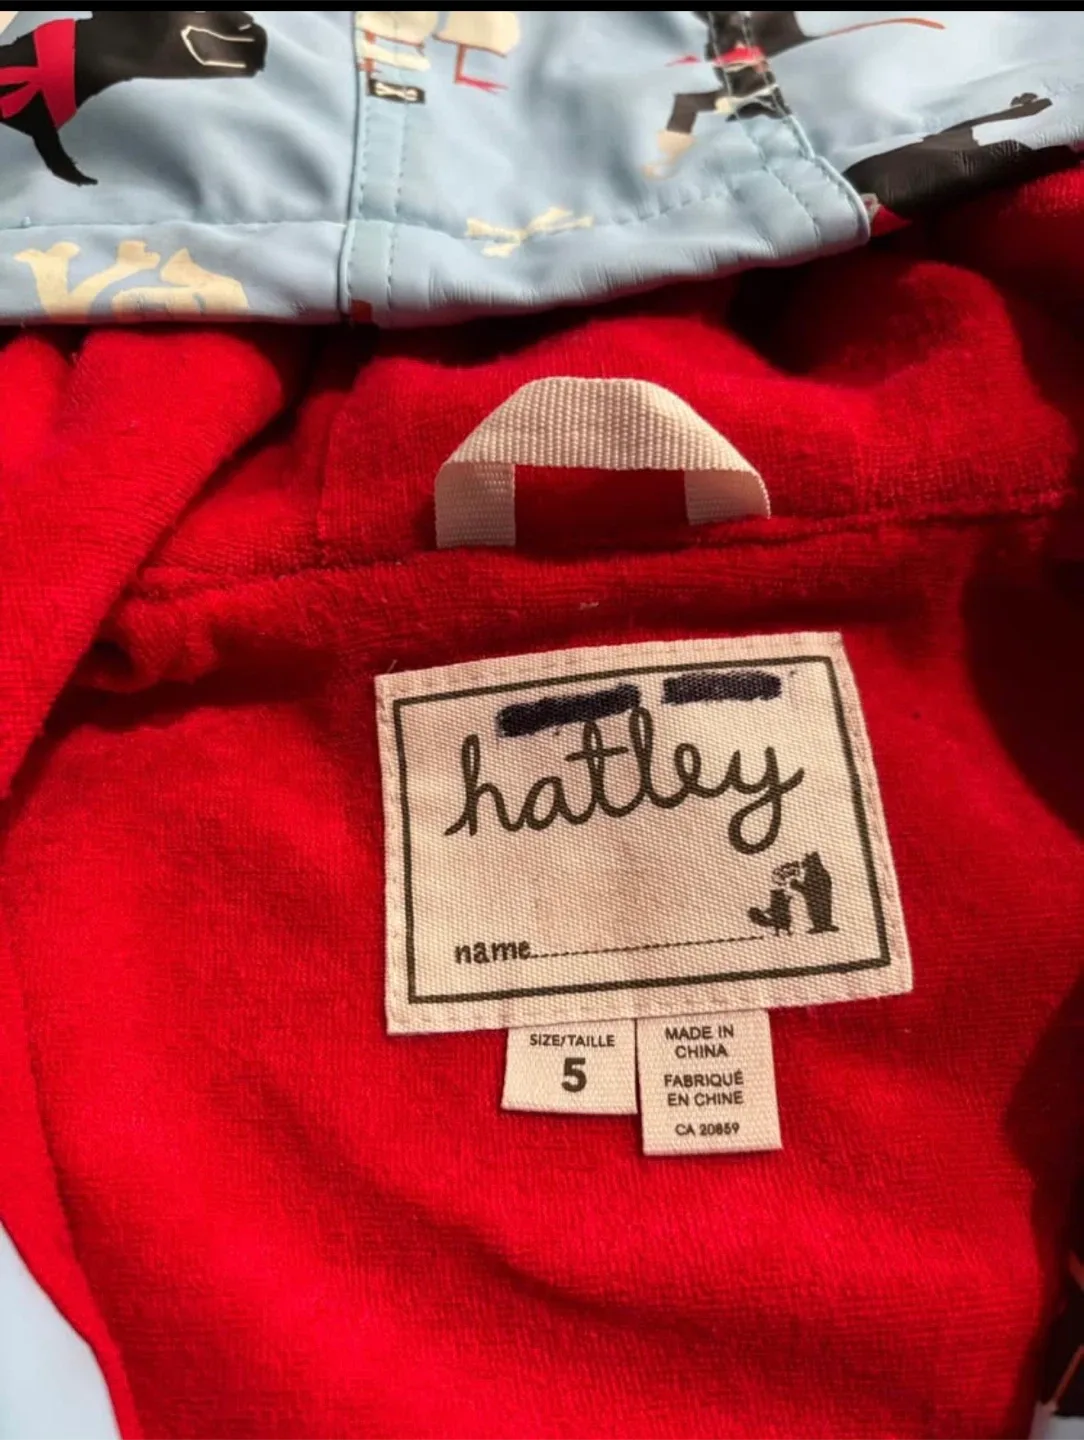 hatley
name
SIZE/TAILLE
5
MADE IN
CHINA
FABRIQUÉ
EN CHINE
CA 20859